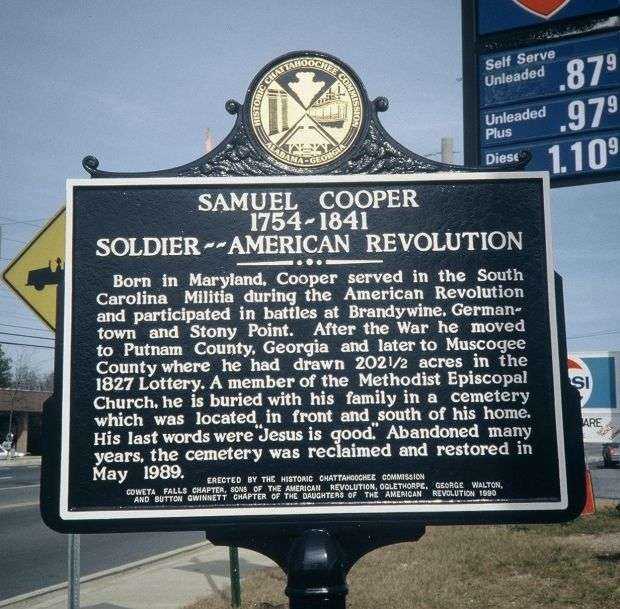 HISTORIC CHATTAHOOCHEE COMMISSION
ALABAMA-GEORGIA
SAMUEL COOPER
1754-1841
SOLDIER--AMERICAN REVOLUTION
Born in Maryland, Cooper served in the South
Carolina Militia during the American Revolution
and participated in battles at Brandywine, German-
town and Stony Point. After the War he moved
to Putnam County, Georgia and later to Muscogee
County where he had drawn 202 1/2 acres in the
1827 Lottery. A member of the Methodist Episcopal
Church, he is buried with his family in a cemetery
which was located in front and south of his home.
His last words were "Jesus is good." Abandoned many
years, the cemetery was reclaimed and restored in
May 1989.
ERECTED BY THE HISTORIC CHATTAHOOCHEE COMMISSION
COWETA FALLS CHAPTER, SONS OF THE AMERICAN REVOLUTION, OGLETHORPE, GEORGE WALTON,
AND BUTTON GWINNETT CHAPTER OF THE DAUGHTERS OF THE AMERICAN REVOLUTION 1990
Self Serve
Unleaded .879
Unleaded
Plus .979
Diesel 1.109
SI
ARE